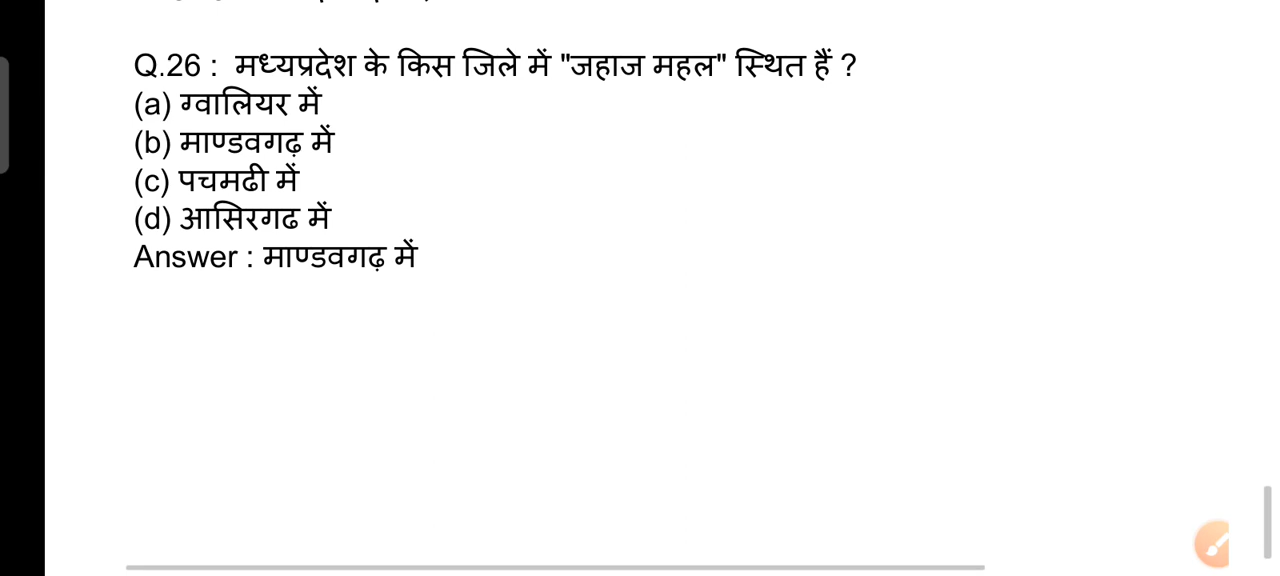 Q.26 : मध्यप्रदेश के किस जिले में "जहाज महल" स्थित हैं ?
(a) ग्वालियर में
(b) माण्डवगढ़ में
(c) पचमढी में
(d) आसिरगढ में
Answer : माण्डवगढ़ में